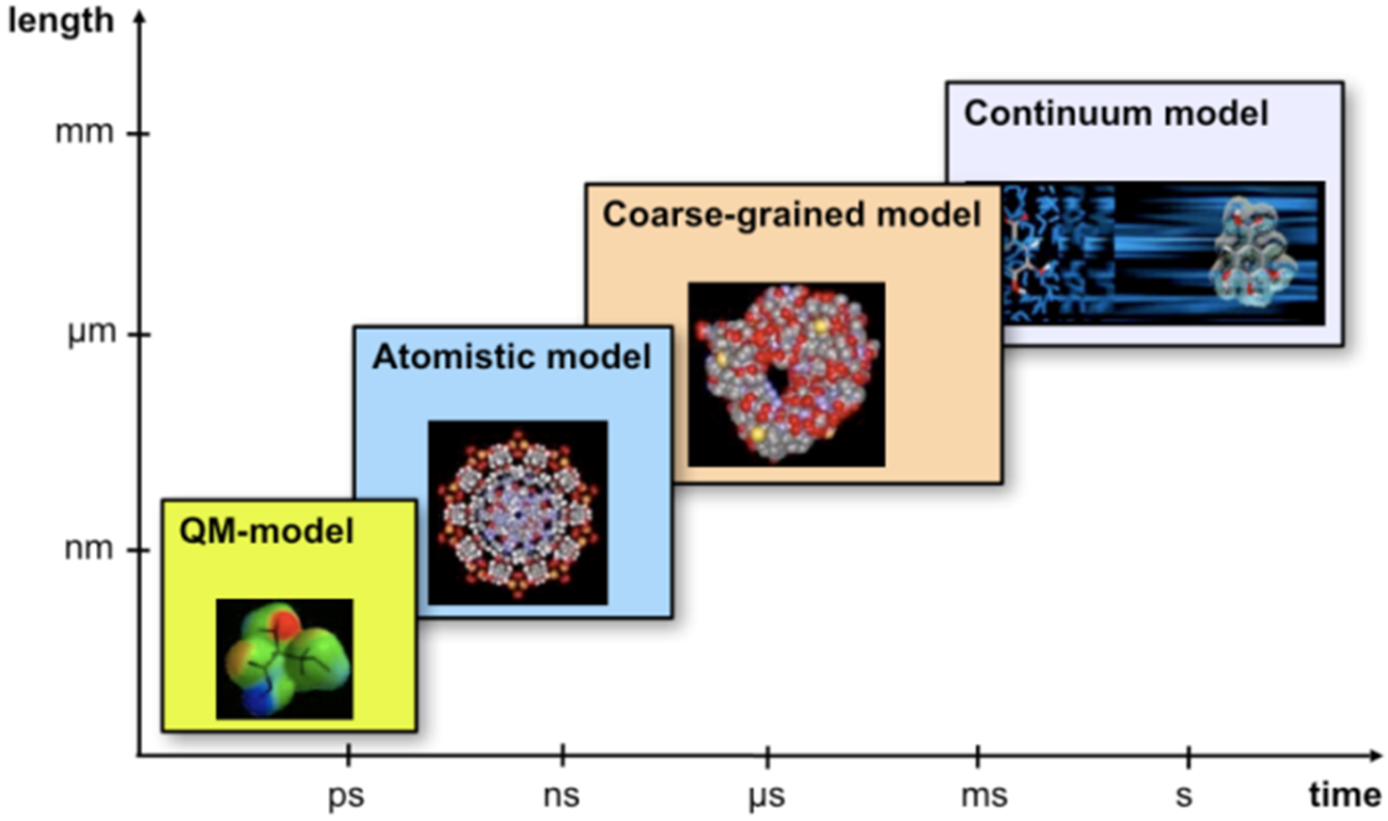 length
mm
Continuum model
Coarse-grained model
µm
Atomistic model
QM-model
nm
ps
ns
µs
ms
s
time